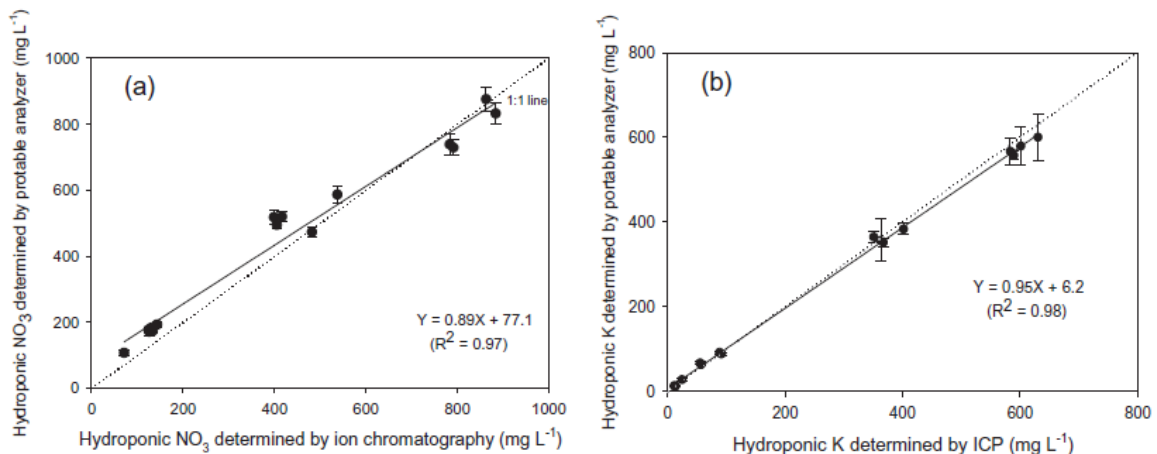 Hydroponic NO3 determined by protable analyzer (mg L-1)
1000
800
600
400
200
0
(a)
1:1 line
Y = 0.89X + 77.1
(R2 = 0.97)
0 200 400 600 800 1000
Hydroponic NO3 determined by ion chromatography (mg L-1)
Hydroponic K determined by portable analyzer (mg L-1)
800
600
400
200
0
(b)
Y = 0.95X + 6.2
(R2 = 0.98)
0 200 400 600 800
Hydroponic K determined by ICP (mg L-1)